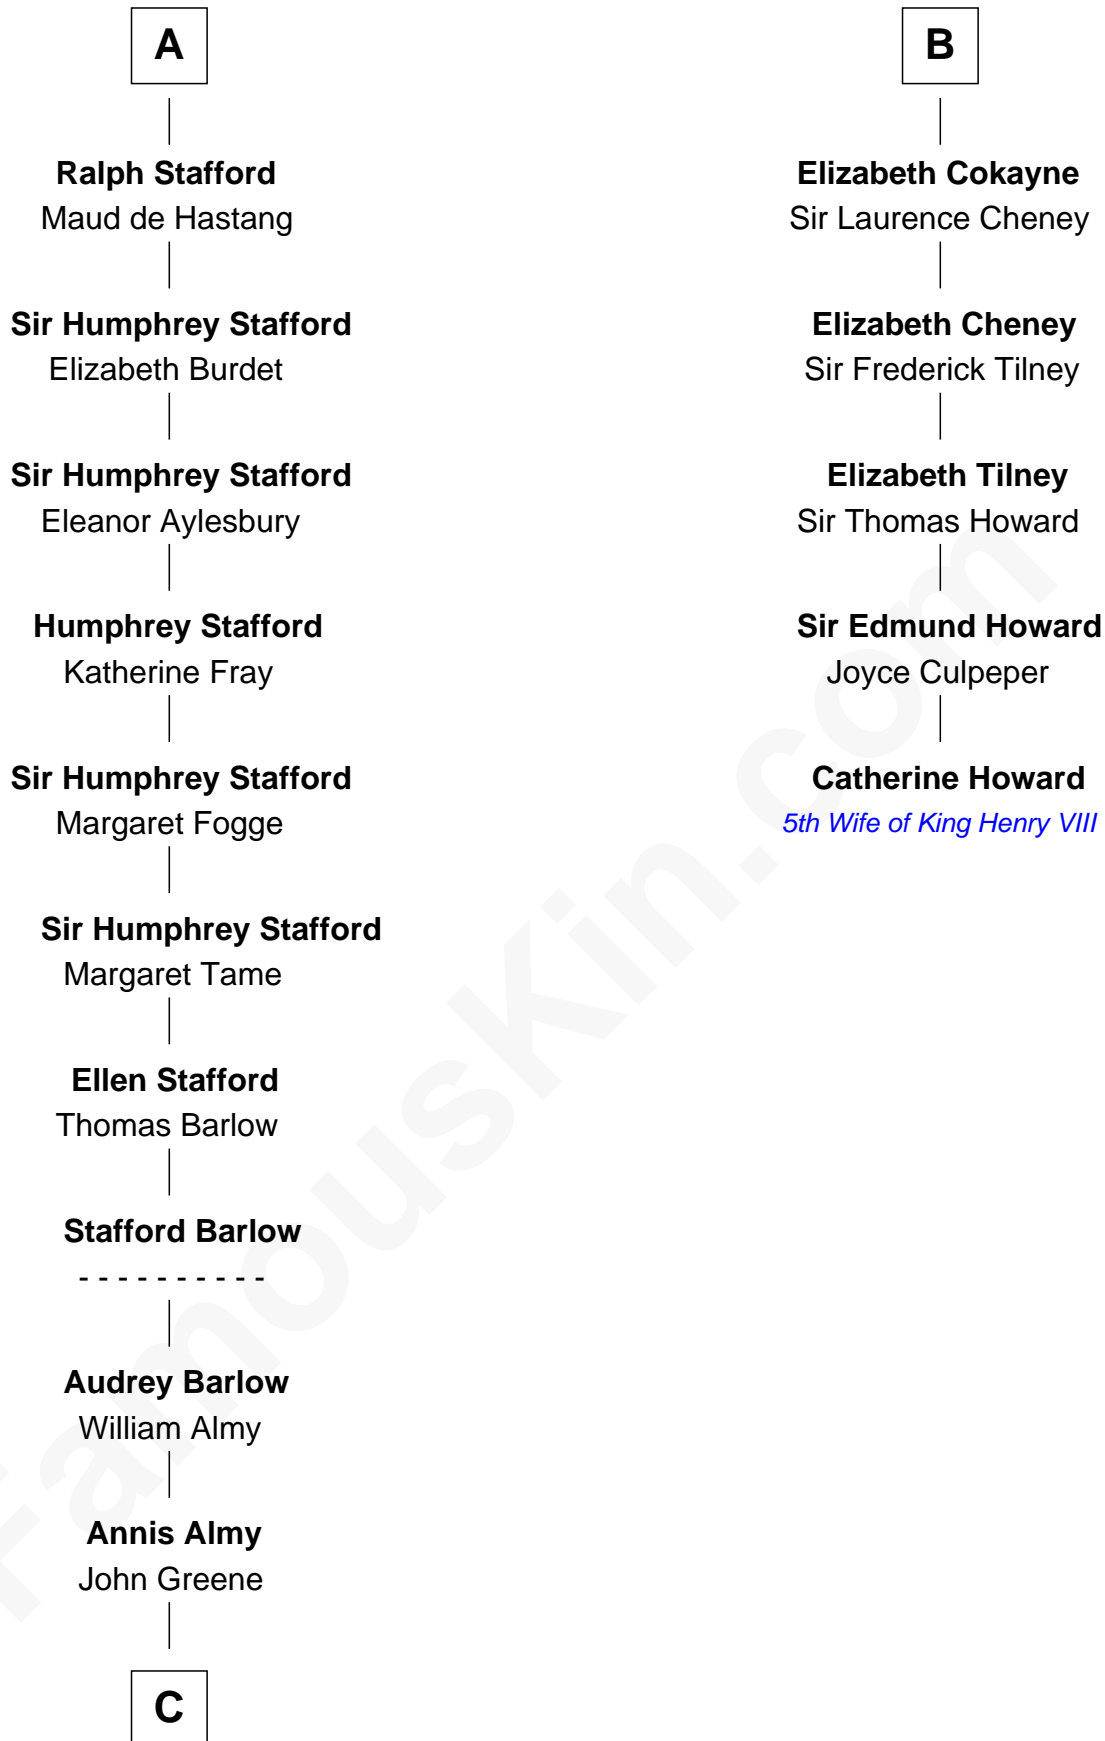 A
Ralph Stafford
Maud de Hastang
Sir Humphrey Stafford
Elizabeth Burdet
Sir Humphrey Stafford
Eleanor Aylesbury
Humphrey Stafford
Katherine Fray
Sir Humphrey Stafford
Margaret Fogge
Sir Humphrey Stafford
Margaret Tame
Ellen Stafford
Thomas Barlow
Stafford Barlow
- - - - - - - - - -
Audrey Barlow
William Almy
Annis Almy
John Greene
C
B
Elizabeth Cokayne
Sir Laurence Cheney
Elizabeth Cheney
Sir Frederick Tilney
Elizabeth Tilney
Sir Thomas Howard
Sir Edmund Howard
Joyce Culpeper
Catherine Howard
5th Wife of King Henry VIII
FamousKin.com